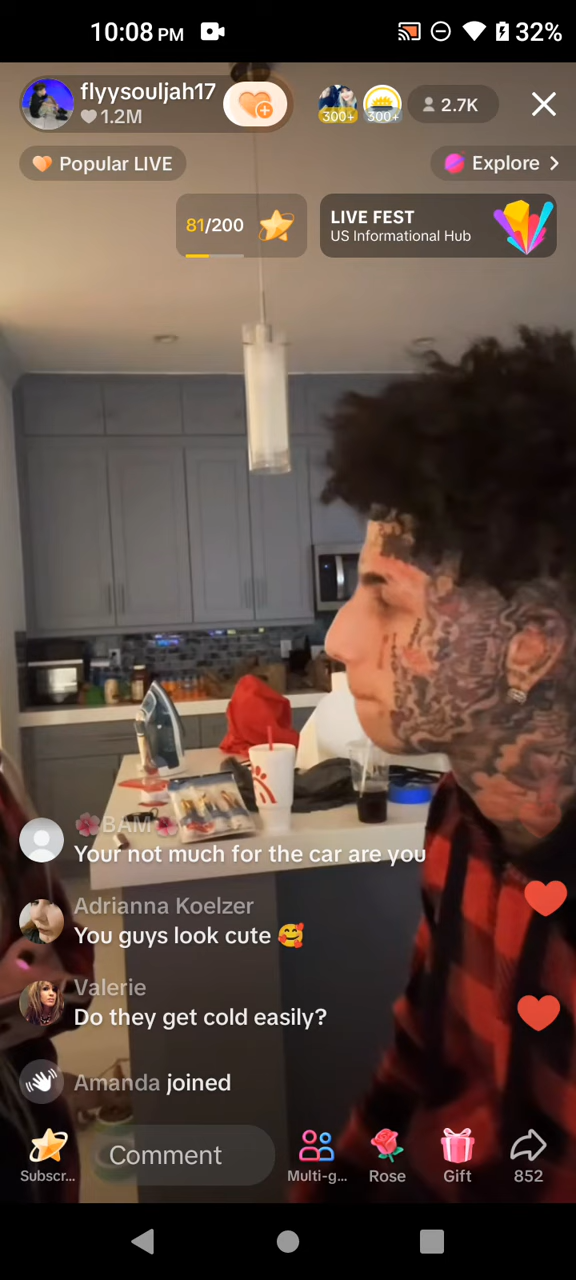 10:08 PM
32%
flyysouljah17
1.2M
300+
300+
2.7K
Popular LIVE
Explore
81/200
LIVE FEST
US Informational Hub
🌸BAM🌸
Your not much for the car are you
Adrianna Koelzer
You guys look cute 🥰
Valerie
Do they get cold easily?
Amanda joined
Comment
Subscr...
Multi-g...
Rose
Gift
852